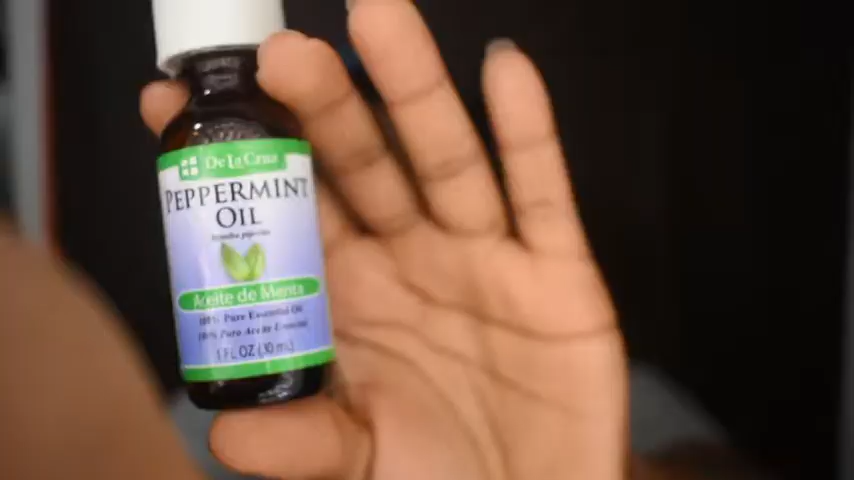 De La Cruz
PEPPERMINT
OIL
Aceite de Menta
100% Pure Essential Oil
100% Puro Aceite Esencial
1 FL OZ (30 mL)